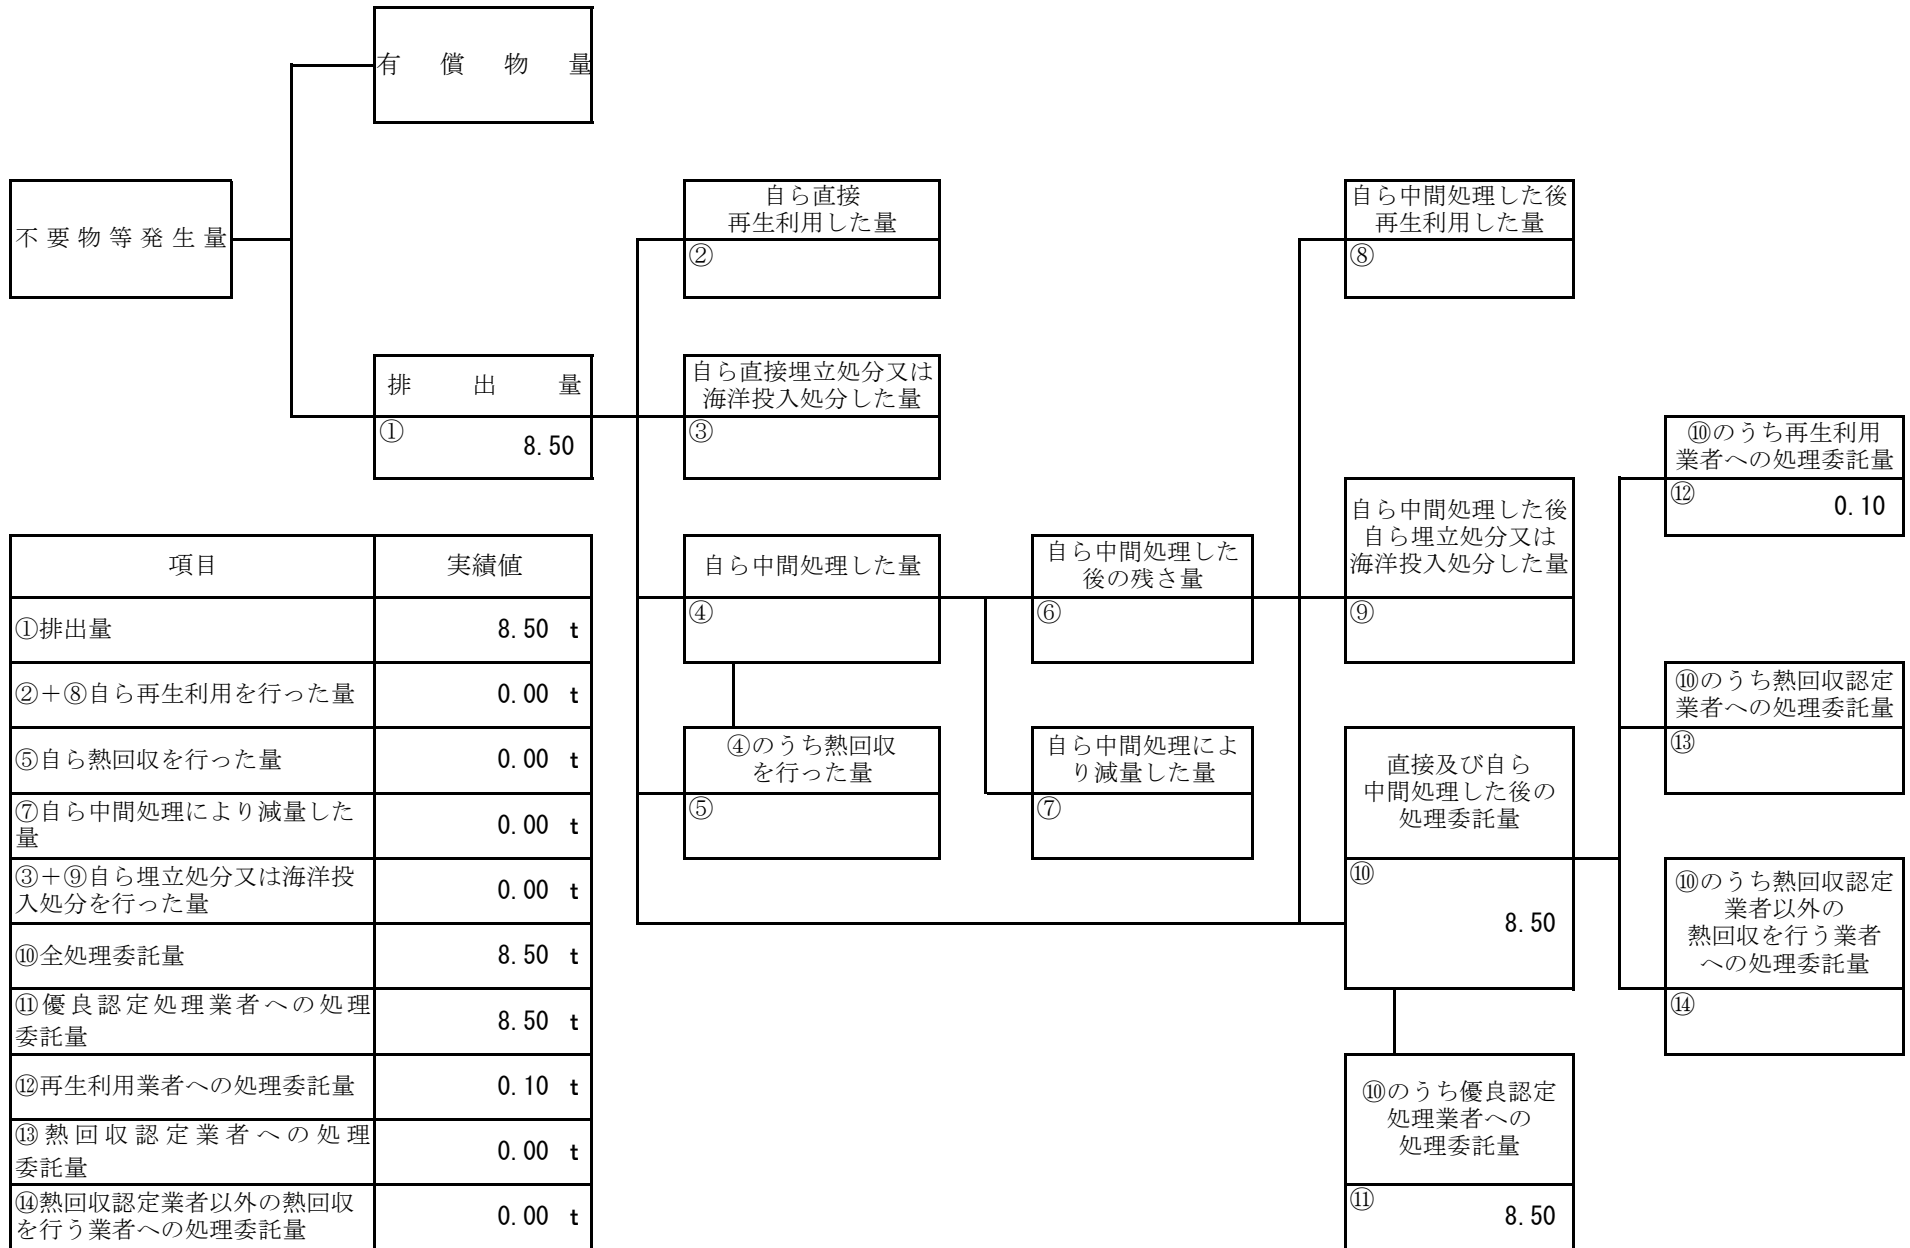 有償物量
不要物等発生量
自ら直接
再生利用した量
②
自ら中間処理した後
再生利用した量
⑧
排出量
①
8.50
自ら直接埋立処分又は
海洋投入処分した量
③
⑩のうち再生利用
業者への処理委託量
⑫
0.10
自ら中間処理した量
④
自ら中間処理した
後の残さ量
⑥
自ら中間処理した後
自ら埋立処分又は
海洋投入処分した量
⑨
⑩のうち熱回収認定
業者への処理委託量
⑬
④のうち熱回収
を行った量
⑤
自ら中間処理によ
り減量した量
⑦
直接及び自ら
中間処理した後の
処理委託量
⑩
8.50
⑩のうち熱回収認定
業者以外の
熱回収を行う業者
への処理委託量
⑭
⑩のうち優良認定
処理業者への
処理委託量
⑪
8.50
項目 実績値
①排出量 8.50 t
②+⑧自ら再生利用を行った量 0.00 t
⑤自ら熱回収を行った量 0.00 t
⑦自ら中間処理により減量した
量 0.00 t
③+⑨自ら埋立処分又は海洋投
入処分を行った量 0.00 t
⑩全処理委託量 8.50 t
⑪優良認定処理業者への処理
委託量 8.50 t
⑫再生利用業者への処理委託量 0.10 t
⑬熱回収認定業者への処理
委託量 0.00 t
⑭熱回収認定業者以外の熱回収
を行う業者への処理委託量 0.00 t